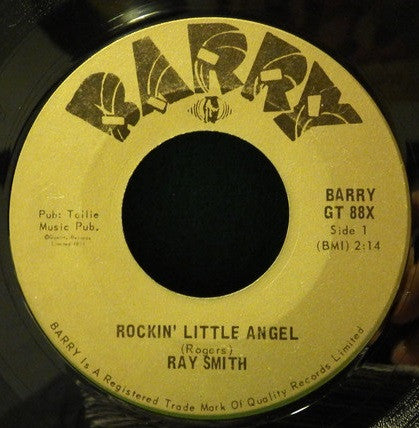 BARRY
BARRY
GT 88X
Side 1
(BMI) 2:14
Pub: Tollie
Music Pub.
ROCKIN' LITTLE ANGEL
(Rogers)
RAY SMITH
BARRY Is A Registered Trade Mark Of Quality Records Limited